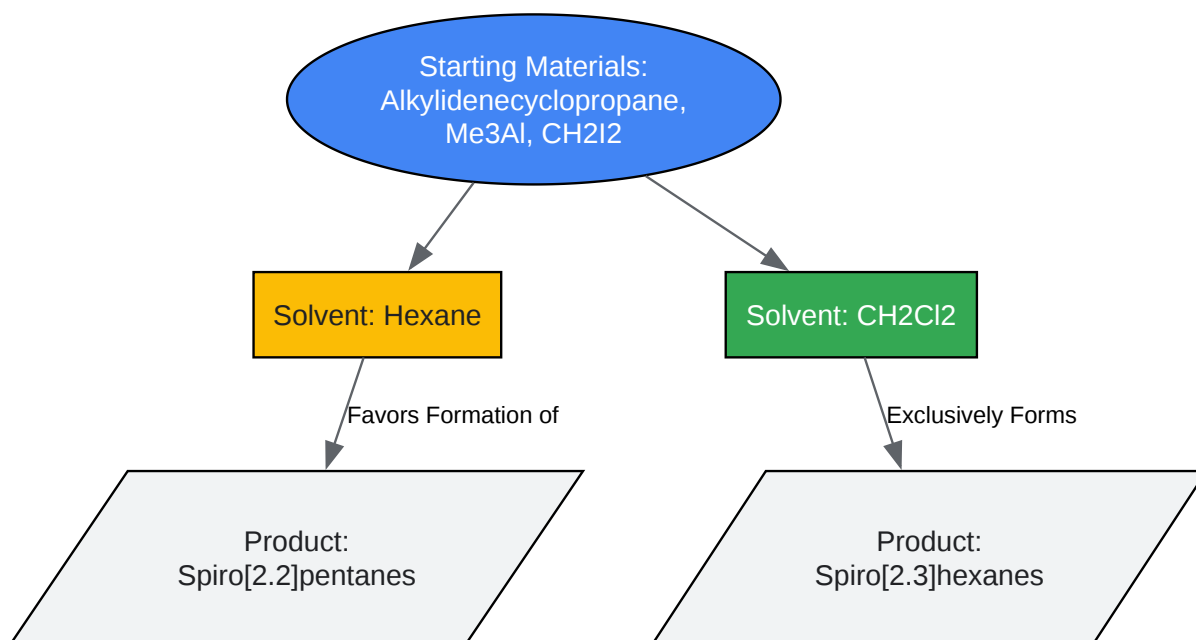 Starting Materials:
Alkylidenecyclopropane,
Me3Al, CH2I2
Solvent: Hexane
Solvent: CH2Cl2
Favors Formation of
Exclusively Forms
Product:
Spiro[2.2]pentanes
Product:
Spiro[2.3]hexanes